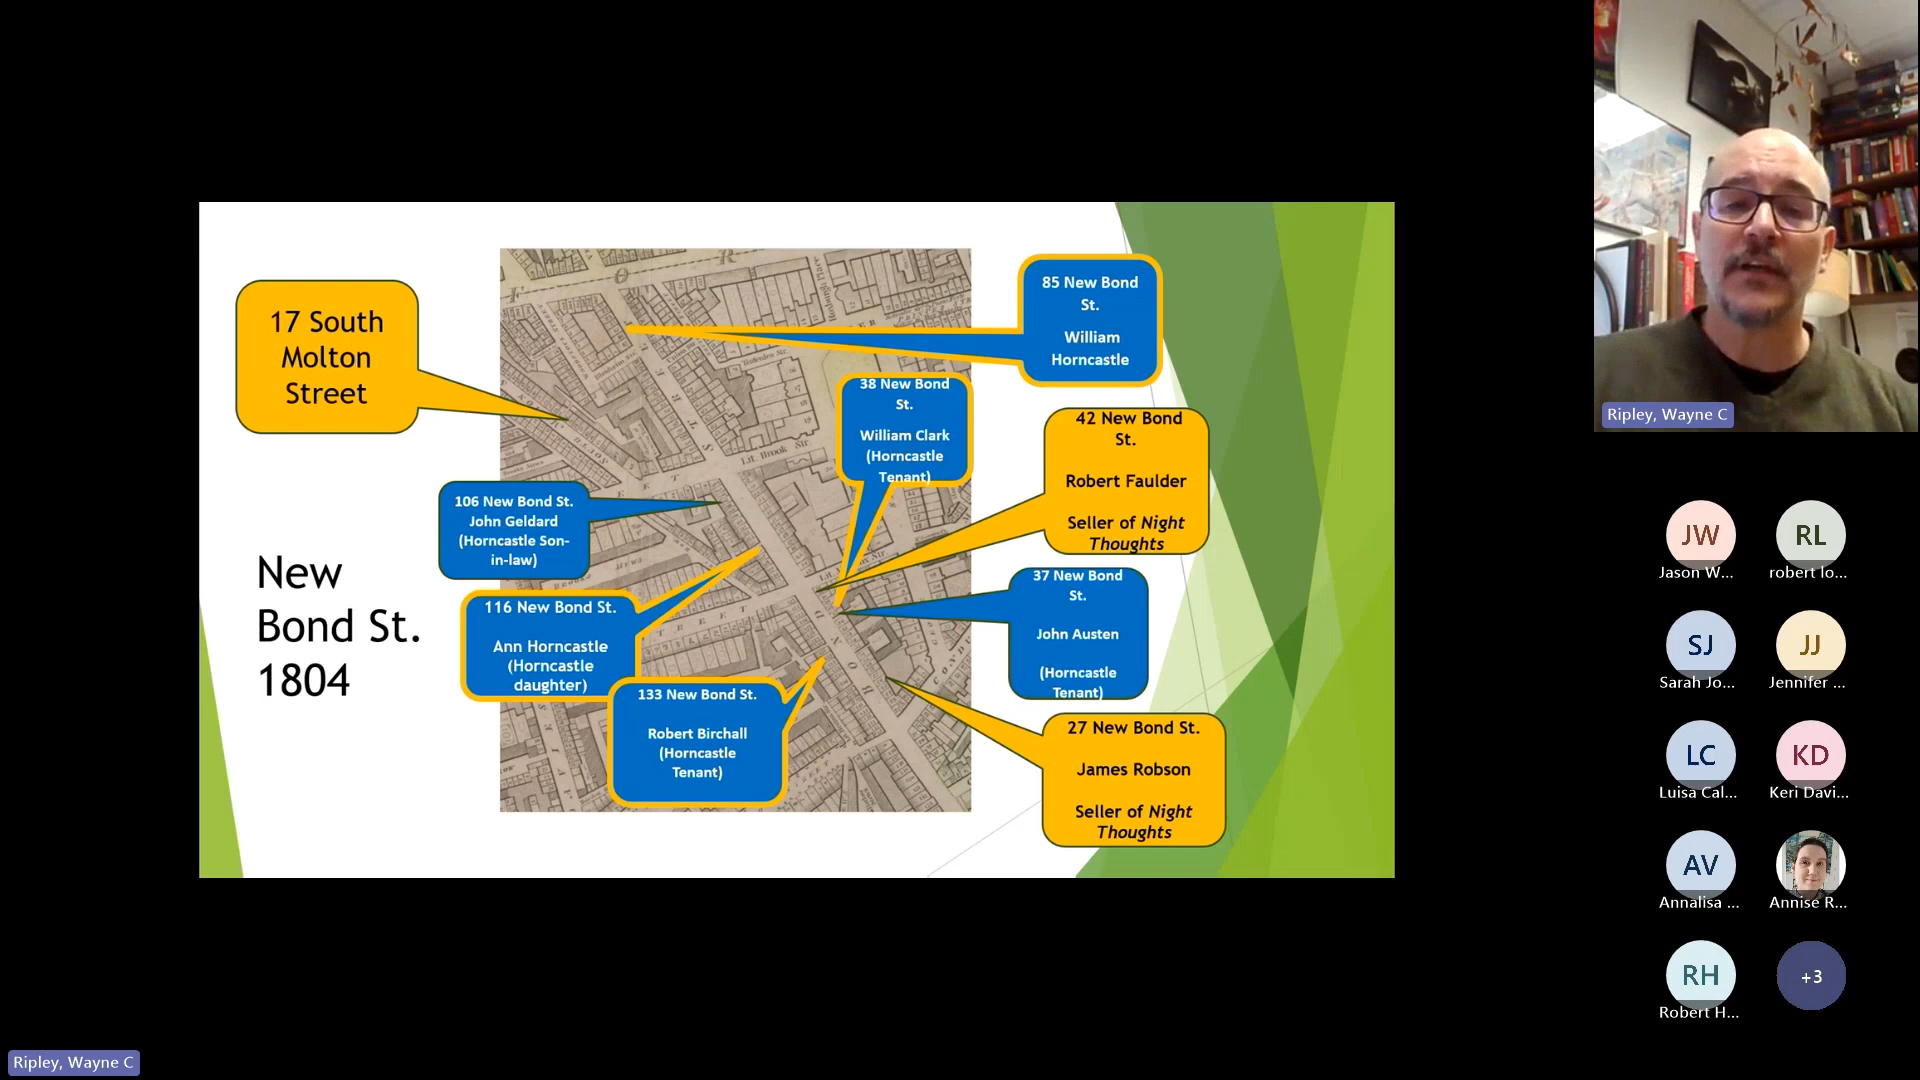 17 South
Molton
Street
New
Bond St.
1804
85 New Bond
St.
William
Horncastle
38 New Bond
St.
William Clark
(Horncastle
Tenant)
42 New Bond
St.
Robert Faulder
Seller of Night
Thoughts
106 New Bond St.
John Geldard
(Horncastle Son-
in-law)
37 New Bond
St.
John Austen
(Horncastle
Tenant)
116 New Bond St.
Ann Horncastle
(Horncastle
daughter)
133 New Bond St.
Robert Birchall
(Horncastle
Tenant)
27 New Bond St.
James Robson
Seller of Night
Thoughts
Lit. Brook Str
Ripley, Wayne C
JW
Jason W...
RL
robert lo...
SJ
Sarah Jo...
JJ
Jennifer ...
LC
Luisa Cal...
KD
Keri Davi...
AV
Annalisa ...
Annise R...
RH
Robert H...
+3
Ripley, Wayne C